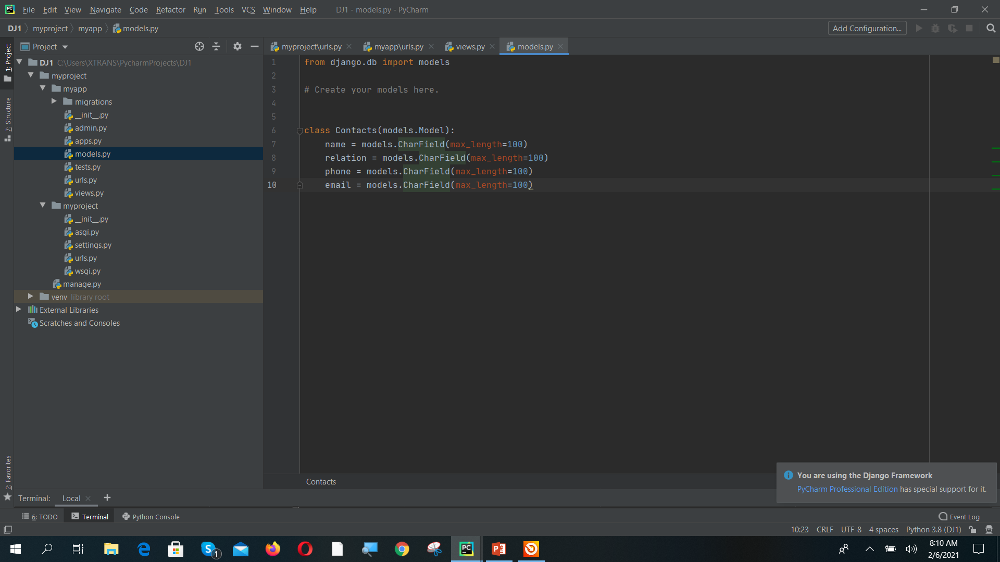 File Edit View Navigate Code Refactor Run Tools VCS Window Help DJ1 - models.py - PyCharm
DJ1 myproject myapp models.py Add Configuration...
1: Project
7: Structure
2: Favorites
Project
DJ1 C:\Users\XTRANS\PycharmProjects\DJ1
myproject
myapp
migrations
__init__.py
admin.py
apps.py
models.py
tests.py
urls.py
views.py
myproject
__init__.py
asgi.py
settings.py
urls.py
wsgi.py
manage.py
venv library root
External Libraries
Scratches and Consoles
myproject\urls.py myapp\urls.py views.py models.py
1 from django.db import models
2
3 # Create your models here.
4
5
6 class Contacts(models.Model):
7 name = models.CharField(max_length=100)
8 relation = models.CharField(max_length=100)
9 phone = models.CharField(max_length=100)
10 email = models.CharField(max_length=100)
Contacts
You are using the Django Framework
PyCharm Professional Edition has special support for it.
Terminal: Local +
6: TODO Terminal Python Console Event Log
10:23 CRLF UTF-8 4 spaces Python 3.8 (DJ1)
8:10 AM
2/6/2021